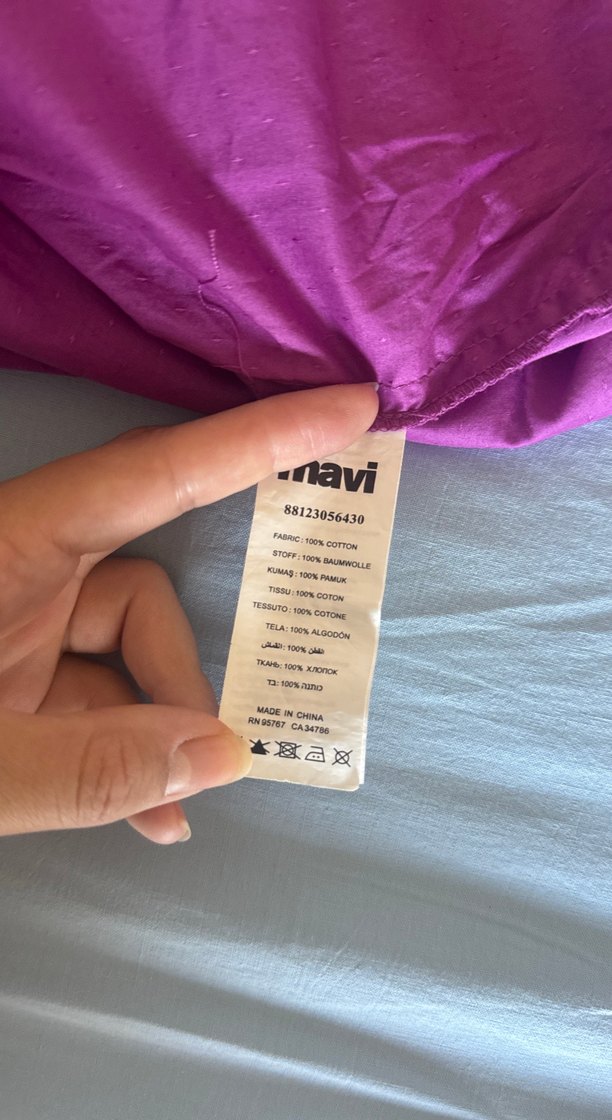 mavi
88123056430
FABRIC : 100% COTTON
STOFF : 100% BAUMWOLLE
KUMAŞ : 100% PAMUK
TISSU : 100% COTON
TESSUTO : 100% COTONE
TELA : 100% ALGODÓN
القماش : 100% القطن
ТКАНЬ: 100% ХЛОПОК
בד :100% כותנה
MADE IN CHINA
RN 95767 CA 34786